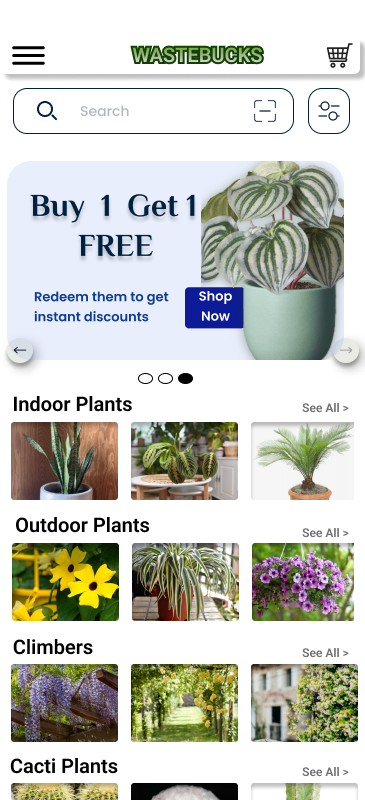 WASTEBUCKS
Search
Buy 1 Get 1
FREE
Redeem them to get
instant discounts
Shop
Now
Indoor Plants
See All >
Outdoor Plants
See All >
Climbers
See All >
Cacti Plants
See All >